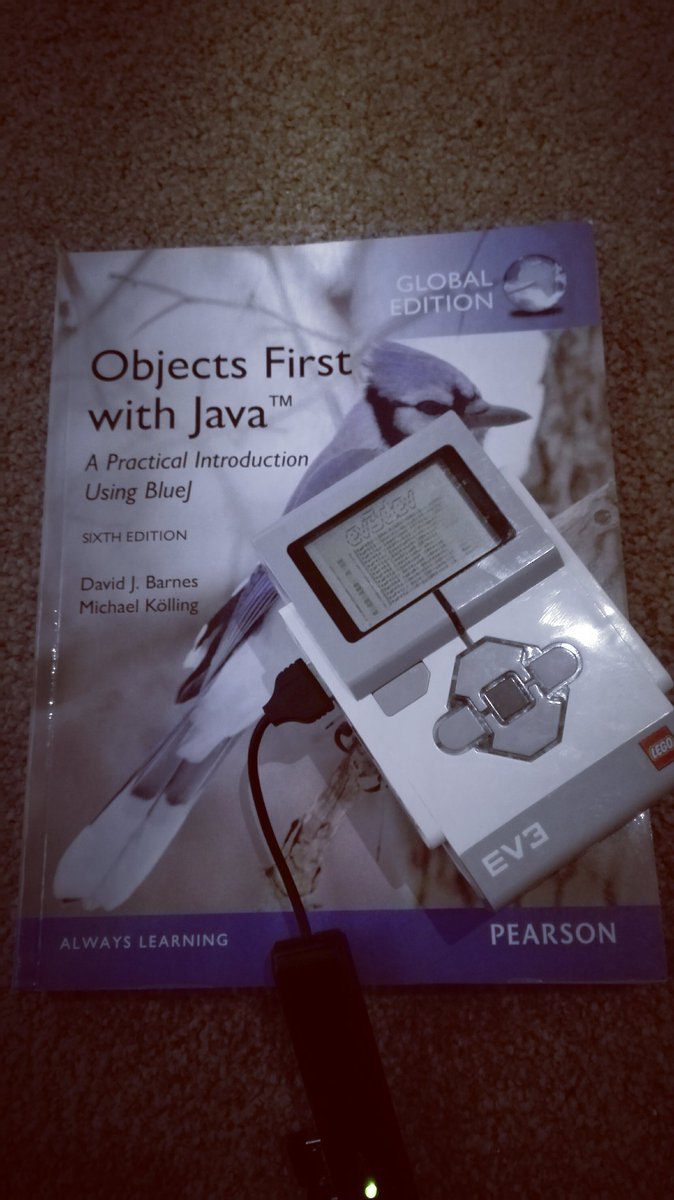 GLOBAL
EDITION
Objects First
with Java™
A Practical Introduction
Using BlueJ
SIXTH EDITION
David J. Barnes
Michael Kölling
ev3dev
LEGO
EV3
ALWAYS LEARNING
PEARSON